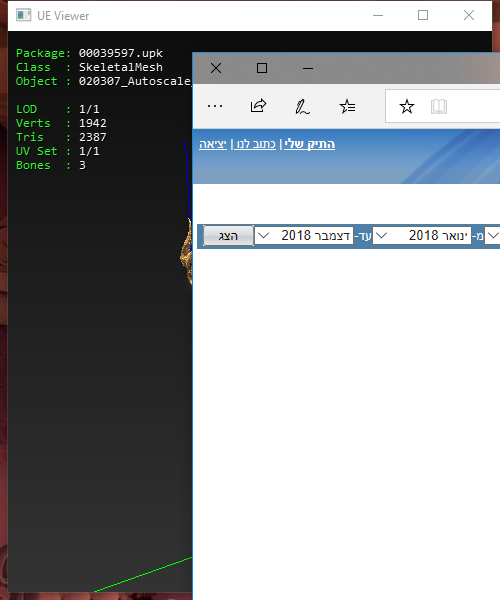 UE Viewer
Package: 00039597.upk
Class : SkeletalMesh
Object : 020307_Autoscale_
LOD : 1/1
Verts : 1942
Tris : 2387
UV Set : 1/1
Bones : 3
התיק שלי | כתוב לנו | יציאה
מ- ינואר 2018 עד- דצמבר 2018 הצג